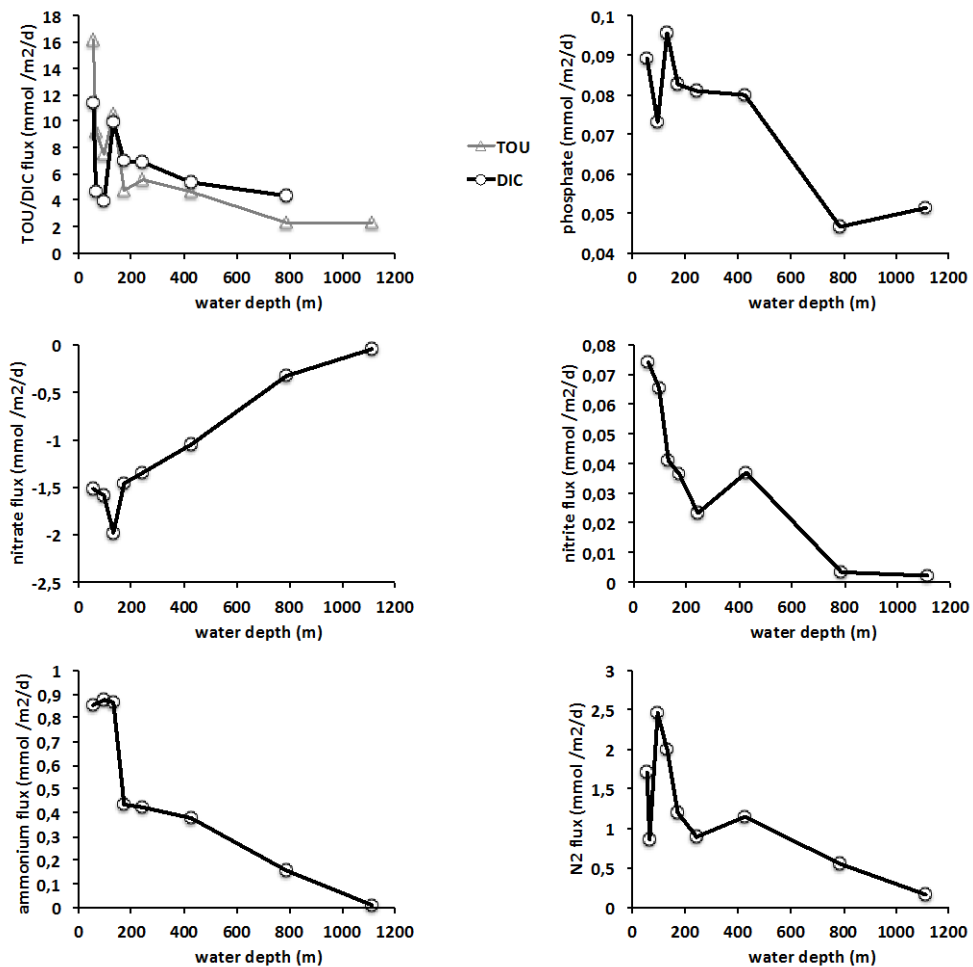 TOU/DIC flux (mmol /m2/d)
18
16
14
12
10
8
6
4
2
0
0 200 400 600 800 1000 1200
water depth (m)
TOU
DIC
phosphate (mmol /m2/d)
0,1
0,09
0,08
0,07
0,06
0,05
0,04
0 200 400 600 800 1000 1200
water depth (m)
nitrate flux (mmol /m2/d)
0
-0,5
-1
-1,5
-2
-2,5
0 200 400 600 800 1000 1200
water depth (m)
nitrite flux (mmol /m2/d)
0,08
0,07
0,06
0,05
0,04
0,03
0,02
0,01
0
0 200 400 600 800 1000 1200
water depth (m)
ammonium flux (mmol /m2/d)
1
0,9
0,8
0,7
0,6
0,5
0,4
0,3
0,2
0,1
0
0 200 400 600 800 1000 1200
water depth (m)
N2 flux (mmol /m2/d)
3
2,5
2
1,5
1
0,5
0
0 200 400 600 800 1000 1200
water depth (m)